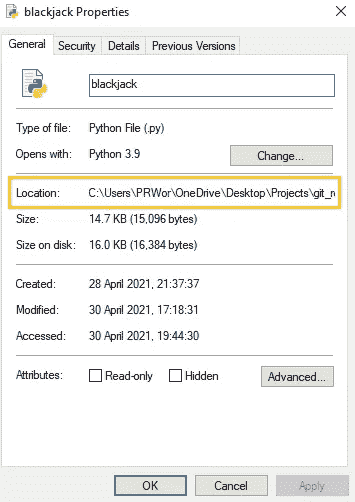 blackjack Properties
General Security Details Previous Versions
blackjack
Type of file: Python File (.py)
Opens with: Python 3.9 Change...
Location: C:\Users\PRWor\OneDrive\Desktop\Projects\git_r
Size: 14.7 KB (15,096 bytes)
Size on disk: 16.0 KB (16,384 bytes)
Created: 28 April 2021, 21:37:37
Modified: 30 April 2021, 17:18:31
Accessed: 30 April 2021, 19:44:30
Attributes: Read-only Hidden Advanced...
OK Cancel Apply